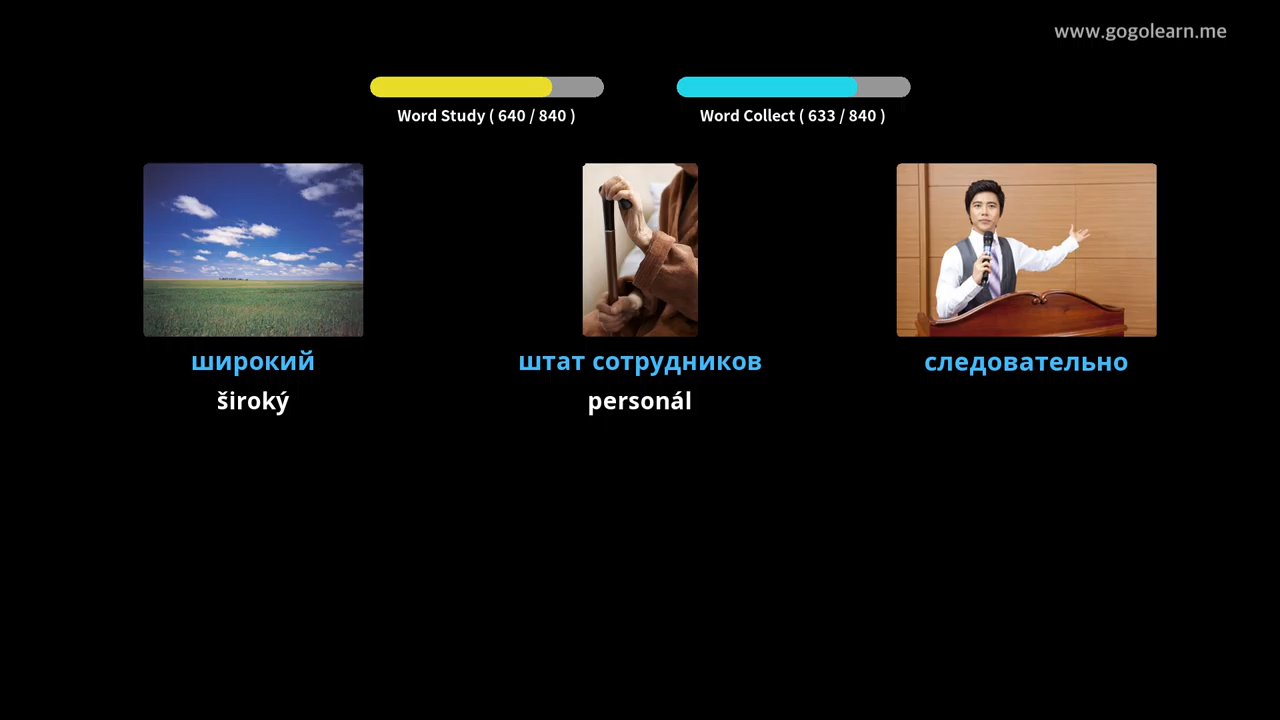 www.gogolearn.me
Word Study ( 640 / 840 )
Word Collect ( 633 / 840 )
широкий
штат сотрудников
следовательно
široký
personál